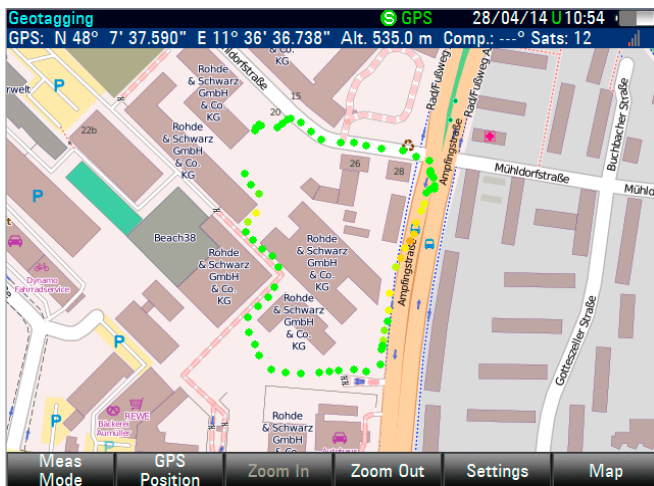 Geotagging S GPS 28/04/14 U 10:54
GPS: N 48° 7' 37.590" E 11° 36' 36.738" Alt. 535.0 m Comp.: ---° Sats: 12
Rohde
& Schwarz
GmbH
& Co.
KG
Mühldorfstraße
15
20
& Co.
KG
rwelt
P
22b
Rohde
& Schwarz
GmbH
& Co.
KG
Rad/Fußweg
Rad/Fußweg A
Ampfingstraße
Buchbacher Straße
26
28
Mühldorfstraße
Mühld
P
Beach38
Rohde
& Schwarz
GmbH
& Co.
KG
Rohde
& Schwarz
GmbH
& Co.
KG
Ampfingstraße
Dynamo
Fahrradservice
Rohde
& Schwarz
GmbH
& Co.
KG
Gotteszeller Straße
P
P
REWE
Bäckerei
Aumüller
Rohde
& Schwarz
GmbH
& Co.
Meas
Mode
GPS
Position
Zoom In
Zoom Out
Settings
Map